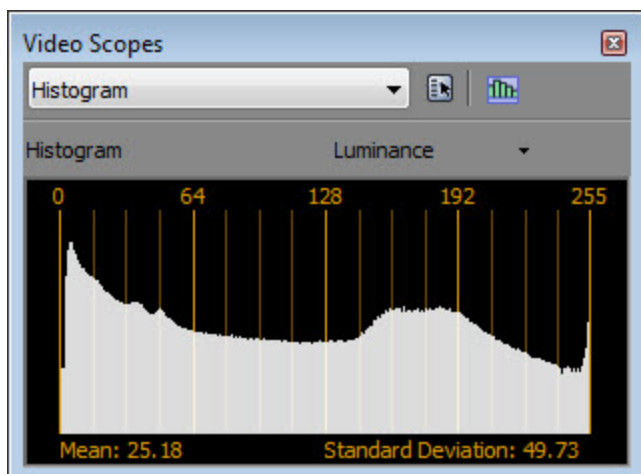 Video Scopes
Histogram
Histogram Luminance
0 64 128 192 255
Mean: 25.18 Standard Deviation: 49.73